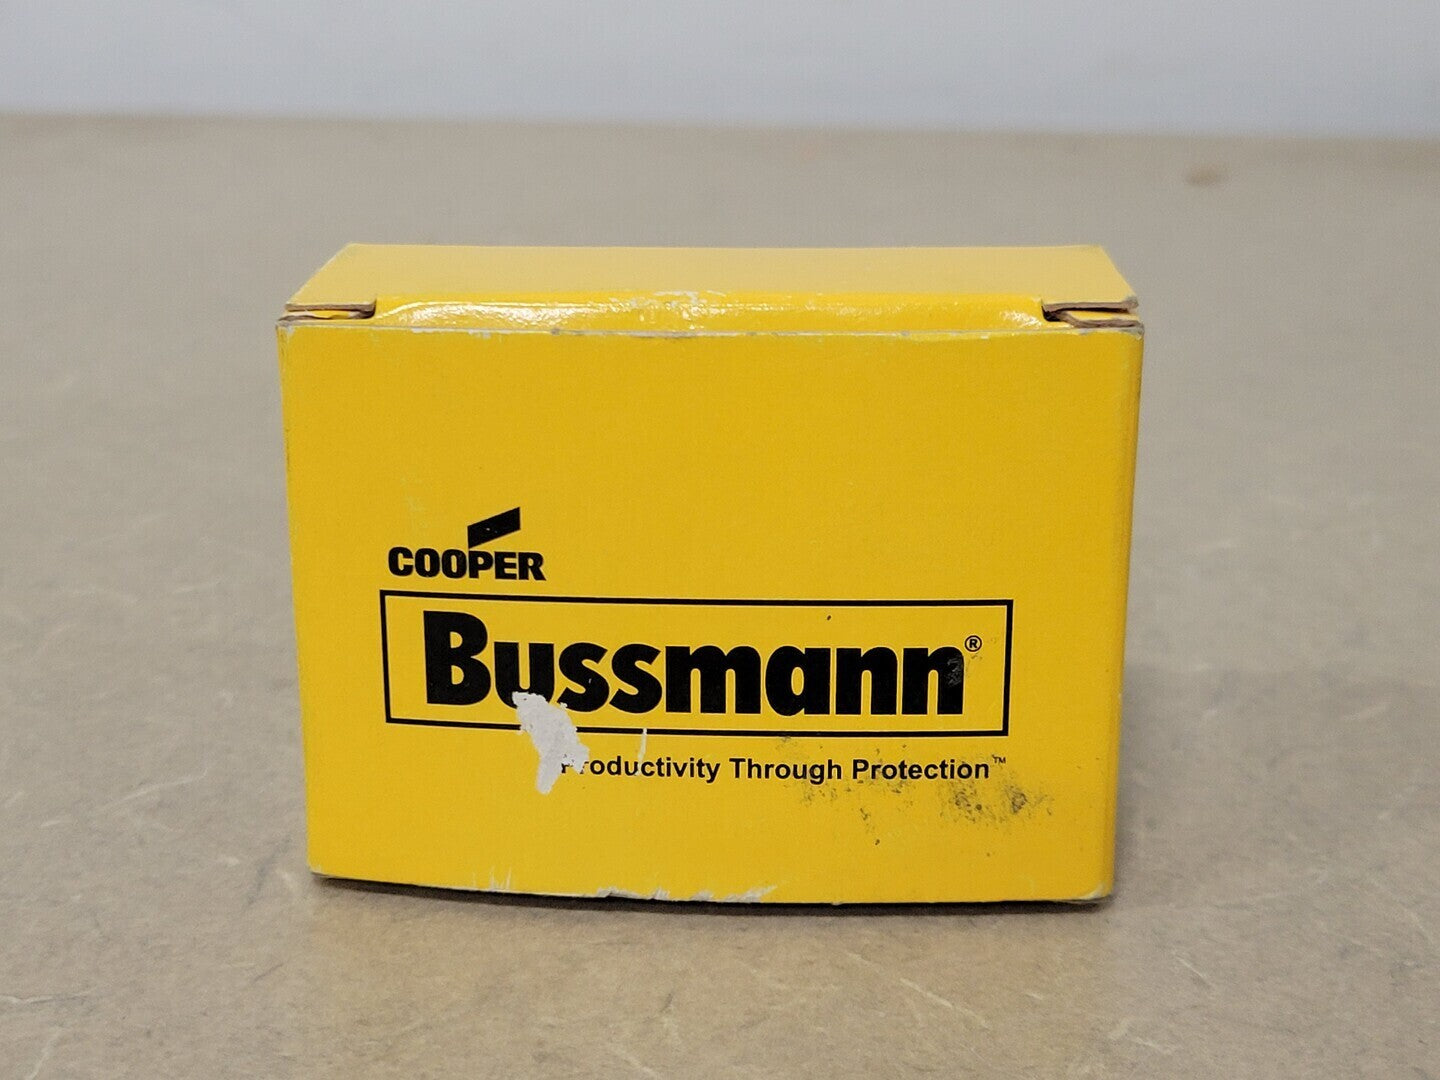 COOPER
Bussmann®
Productivity Through Protection™